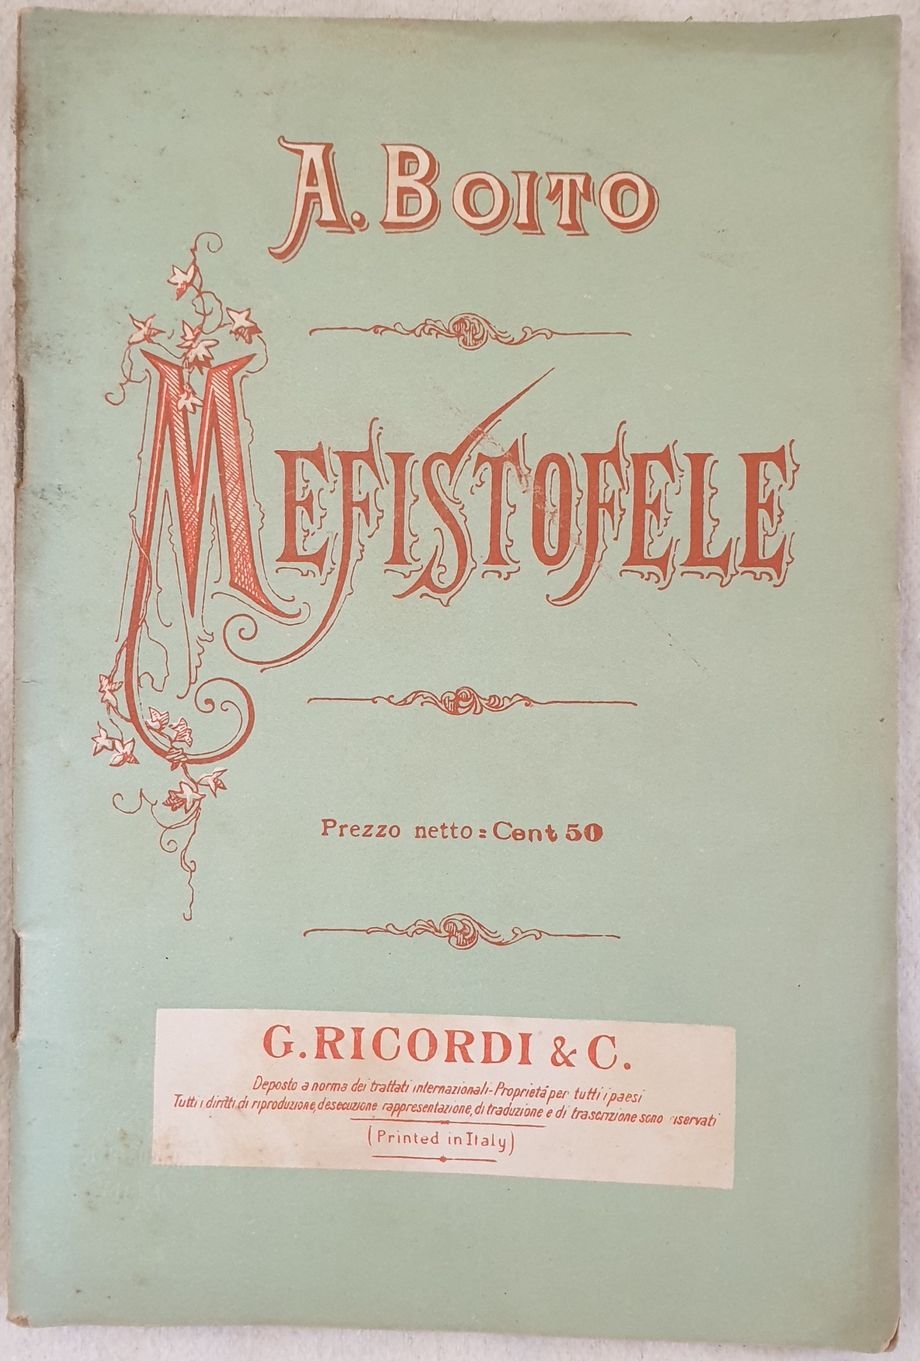 A. BOITO
MEFISTOFELE
Prezzo netto = Cent 50
G. RICORDI & C.
Deposto a norma dei trattati internazionali - Proprietà per tutti i paesi
Tutti i diritti di riproduzione, d'esecuzione rappresentazione, di traduzione e di trascrizione sono riservati
(Printed in Italy)